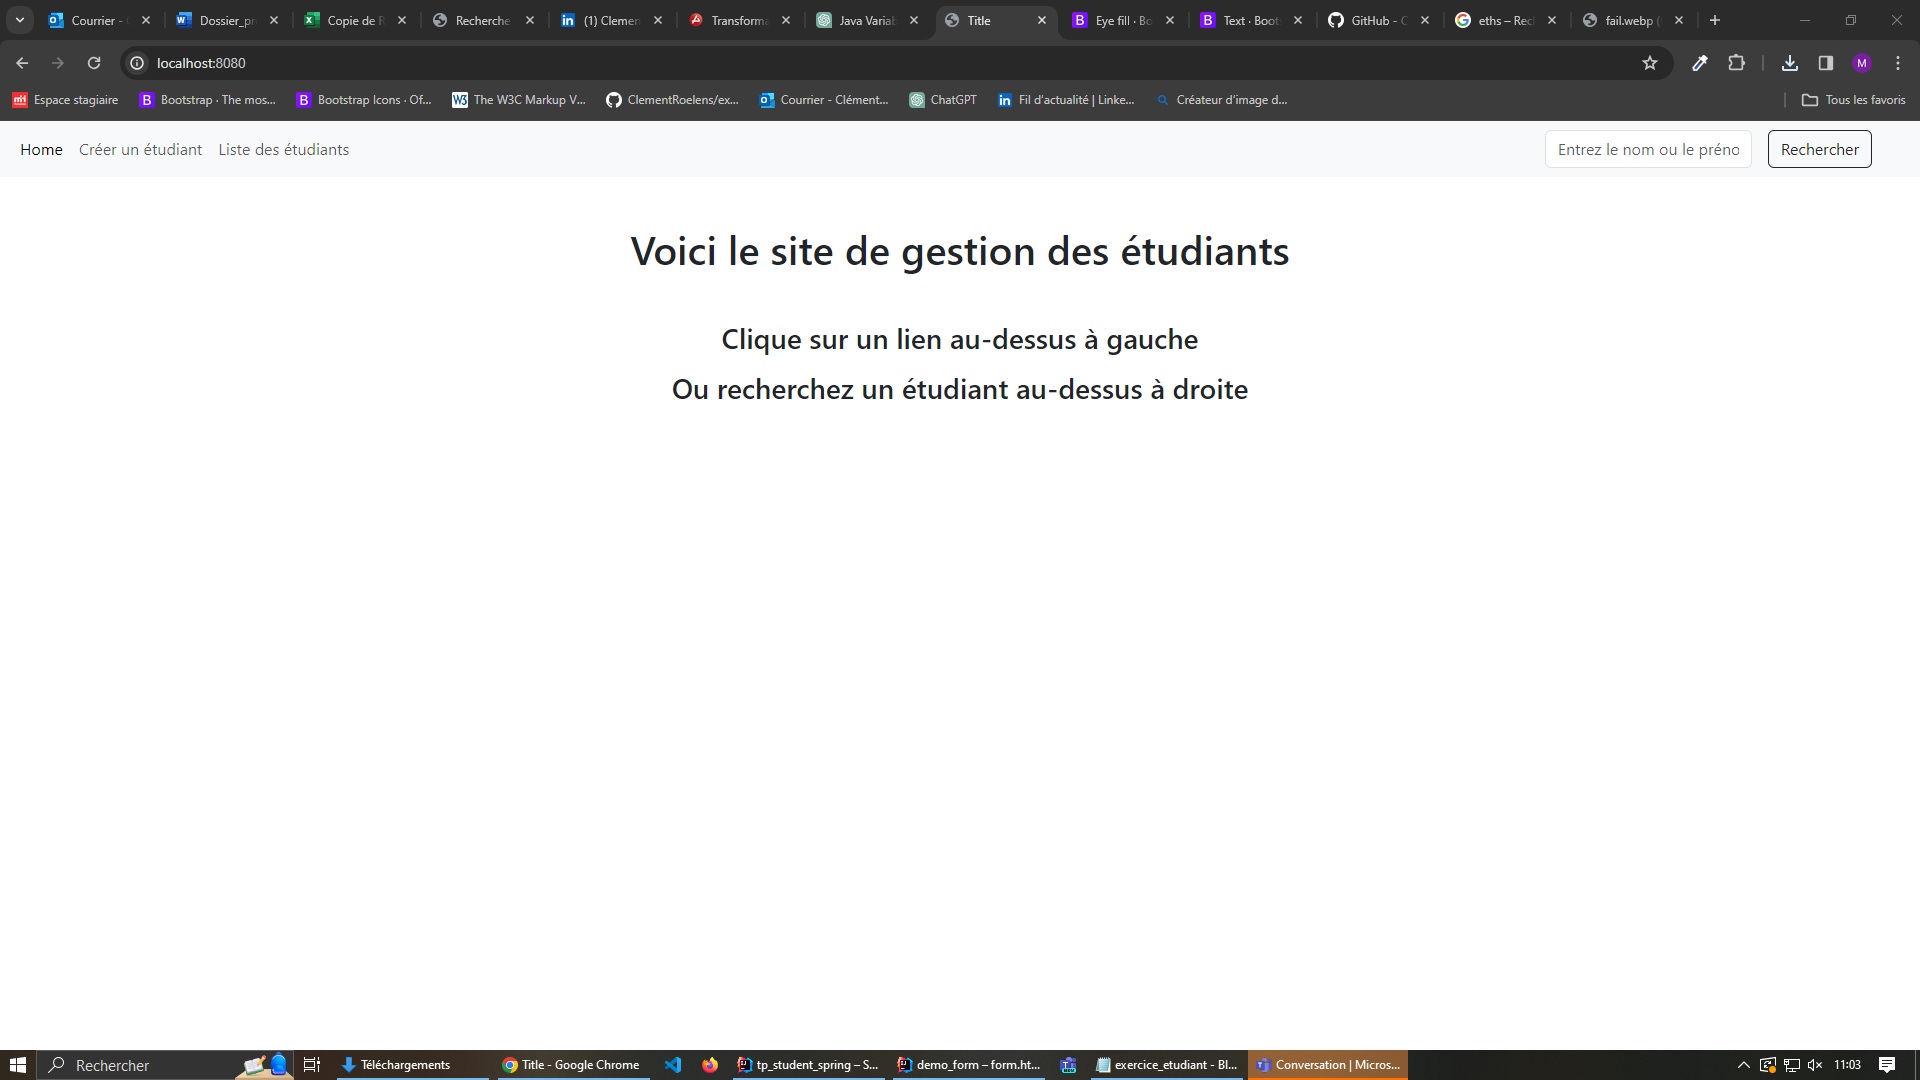 Courrier - C
Dossier_pr
Copie de R
Recherche
(1) Clemen
Transforma
Java Variab
Title
Eye fill · Bo
Text · Boots
GitHub - C
eths – Rec
fail.webp (
localhost:8080
M
Espace stagiaire
Bootstrap · The mos...
Bootstrap Icons · Of...
The W3C Markup V...
ClementRoelens/ex...
Courrier - Clément...
ChatGPT
Fil d'actualité | Linke...
Créateur d'image d...
Tous les favoris
Home Créer un étudiant Liste des étudiants
Entrez le nom ou le préno
Rechercher
Voici le site de gestion des étudiants
Clique sur un lien au-dessus à gauche
Ou recherchez un étudiant au-dessus à droite
Rechercher
Téléchargements
Title - Google Chrome
tp_student_spring – S...
demo_form – form.ht...
exercice_etudiant - Bl...
Conversation | Micros...
11:03